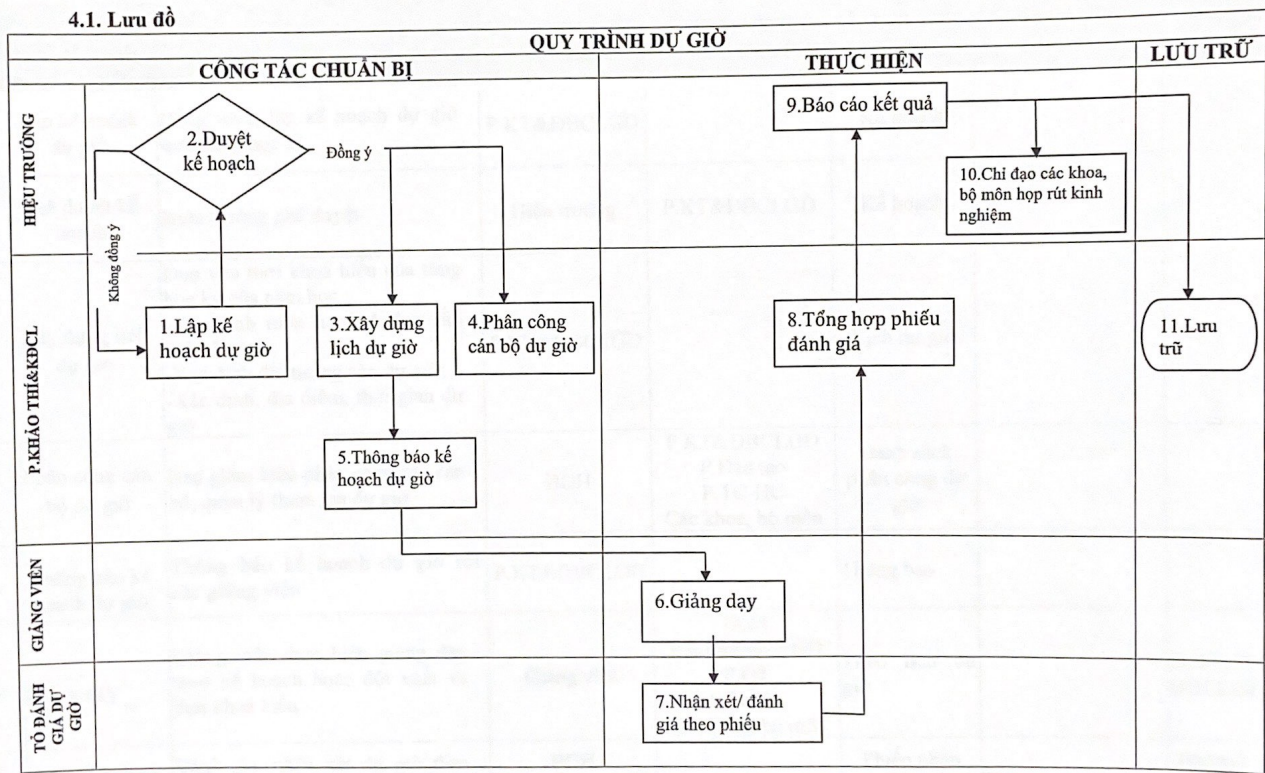 4.1. Lưu đồ
QUY TRÌNH DỰ GIỜ
CÔNG TÁC CHUẨN BỊ
THỰC HIỆN
LƯU TRỮ
HIỆU TRƯỞNG
2.Duyệt
kế hoạch
Đồng ý
Không đồng ý
9.Báo cáo kết quả
10.Chỉ đạo các khoa,
bộ môn họp rút kinh
nghiệm
P.KHẢO THÍ&KĐCL
1.Lập kế
hoạch dự giờ
3.Xây dựng
lịch dự giờ
4.Phân công
cán bộ dự giờ
5.Thông báo kế
hoạch dự giờ
8.Tổng hợp phiếu
đánh giá
11.Lưu
trữ
GIẢNG VIÊN
6.Giảng dạy
TỔ ĐÁNH
GIÁ DỰ
GIỜ
7.Nhận xét/ đánh
giá theo phiếu